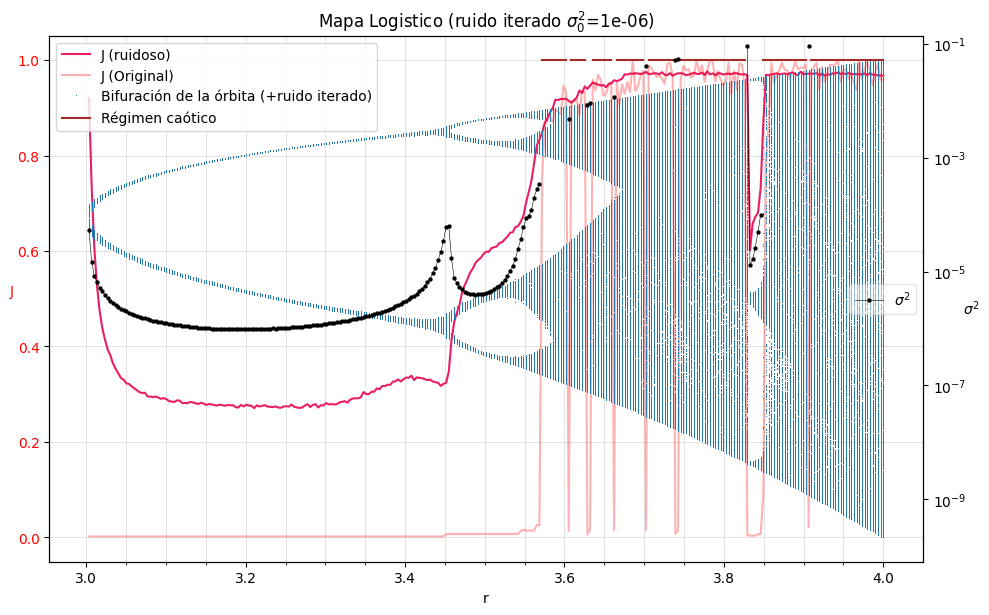 Mapa Logistico (ruido iterado σ₀²=1e-06)
J (ruidoso)
J (Original)
Bifuración de la órbita (+ruido iterado)
Régimen caótico
1.0
0.8
0.6
0.4
0.2
0.0
J
3.0
3.2
3.4
3.6
3.8
4.0
r
10⁻¹
10⁻³
10⁻⁵
10⁻⁷
10⁻⁹
σ²
σ²